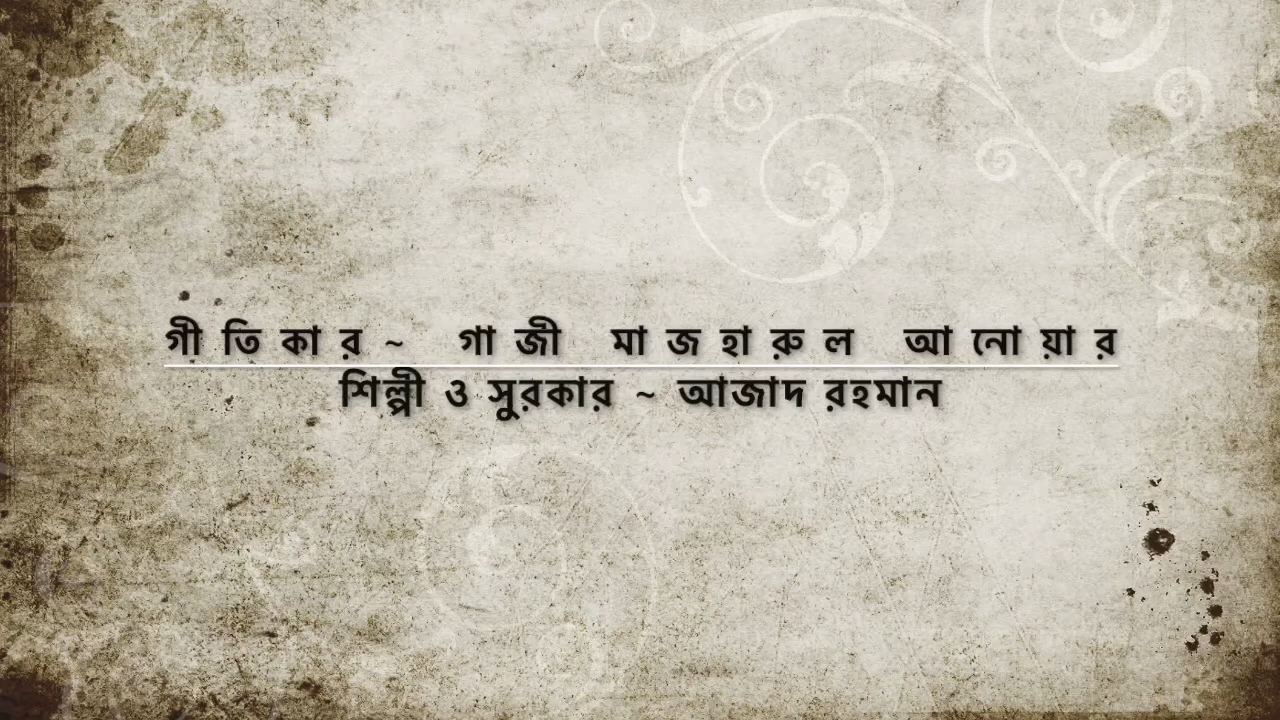 গীতিকার ~ গাজী মাজহারুল আনোয়ার
শিল্পী ও সুরকার ~ আজাদ রহমান